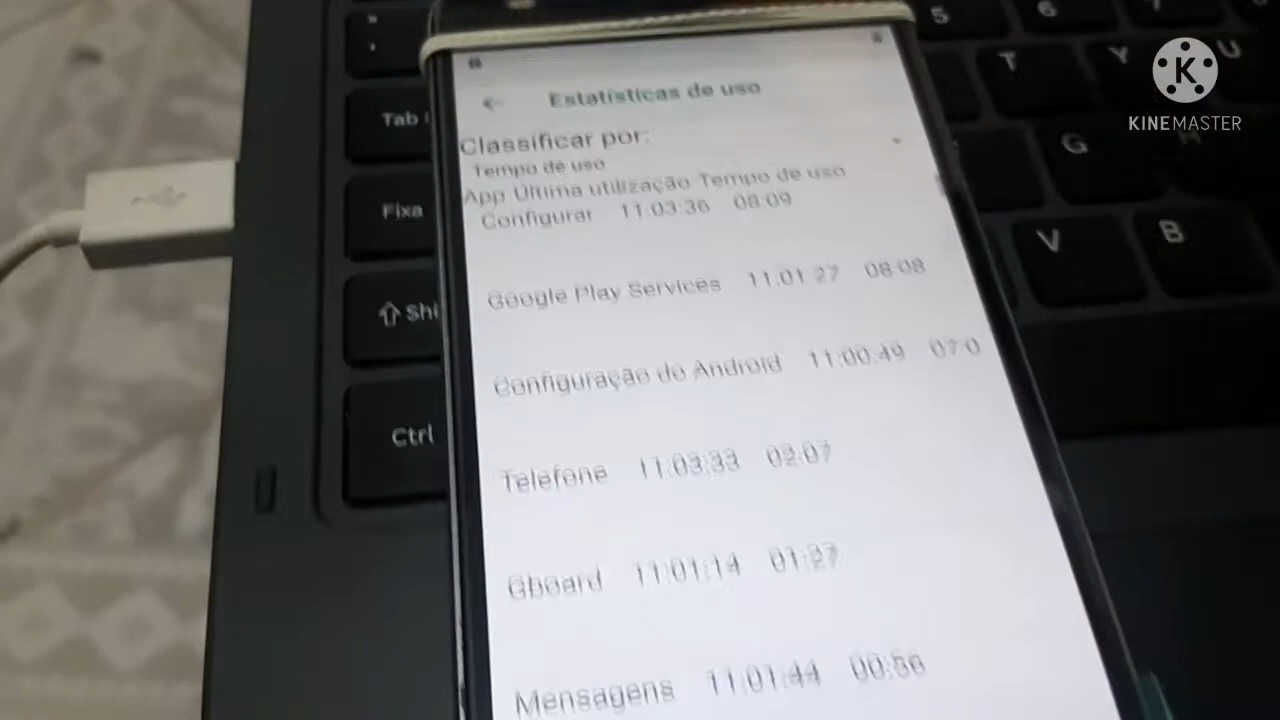 5 6 7
T Y U
KINEMASTER
Tab
G H
Fixa
V B
Shi
Ctrl
Estatísticas de uso
Classificar por:
Tempo de uso
App Última utilização Tempo de uso
Configurar 11:03:36 08:09
Google Play Services 11:01:27 08:08
Configuração do Android 11:00:49 07:0
Telefone 11:03:33 02:07
Gboard 11:01:14 01:27
Mensagens 11:01:44